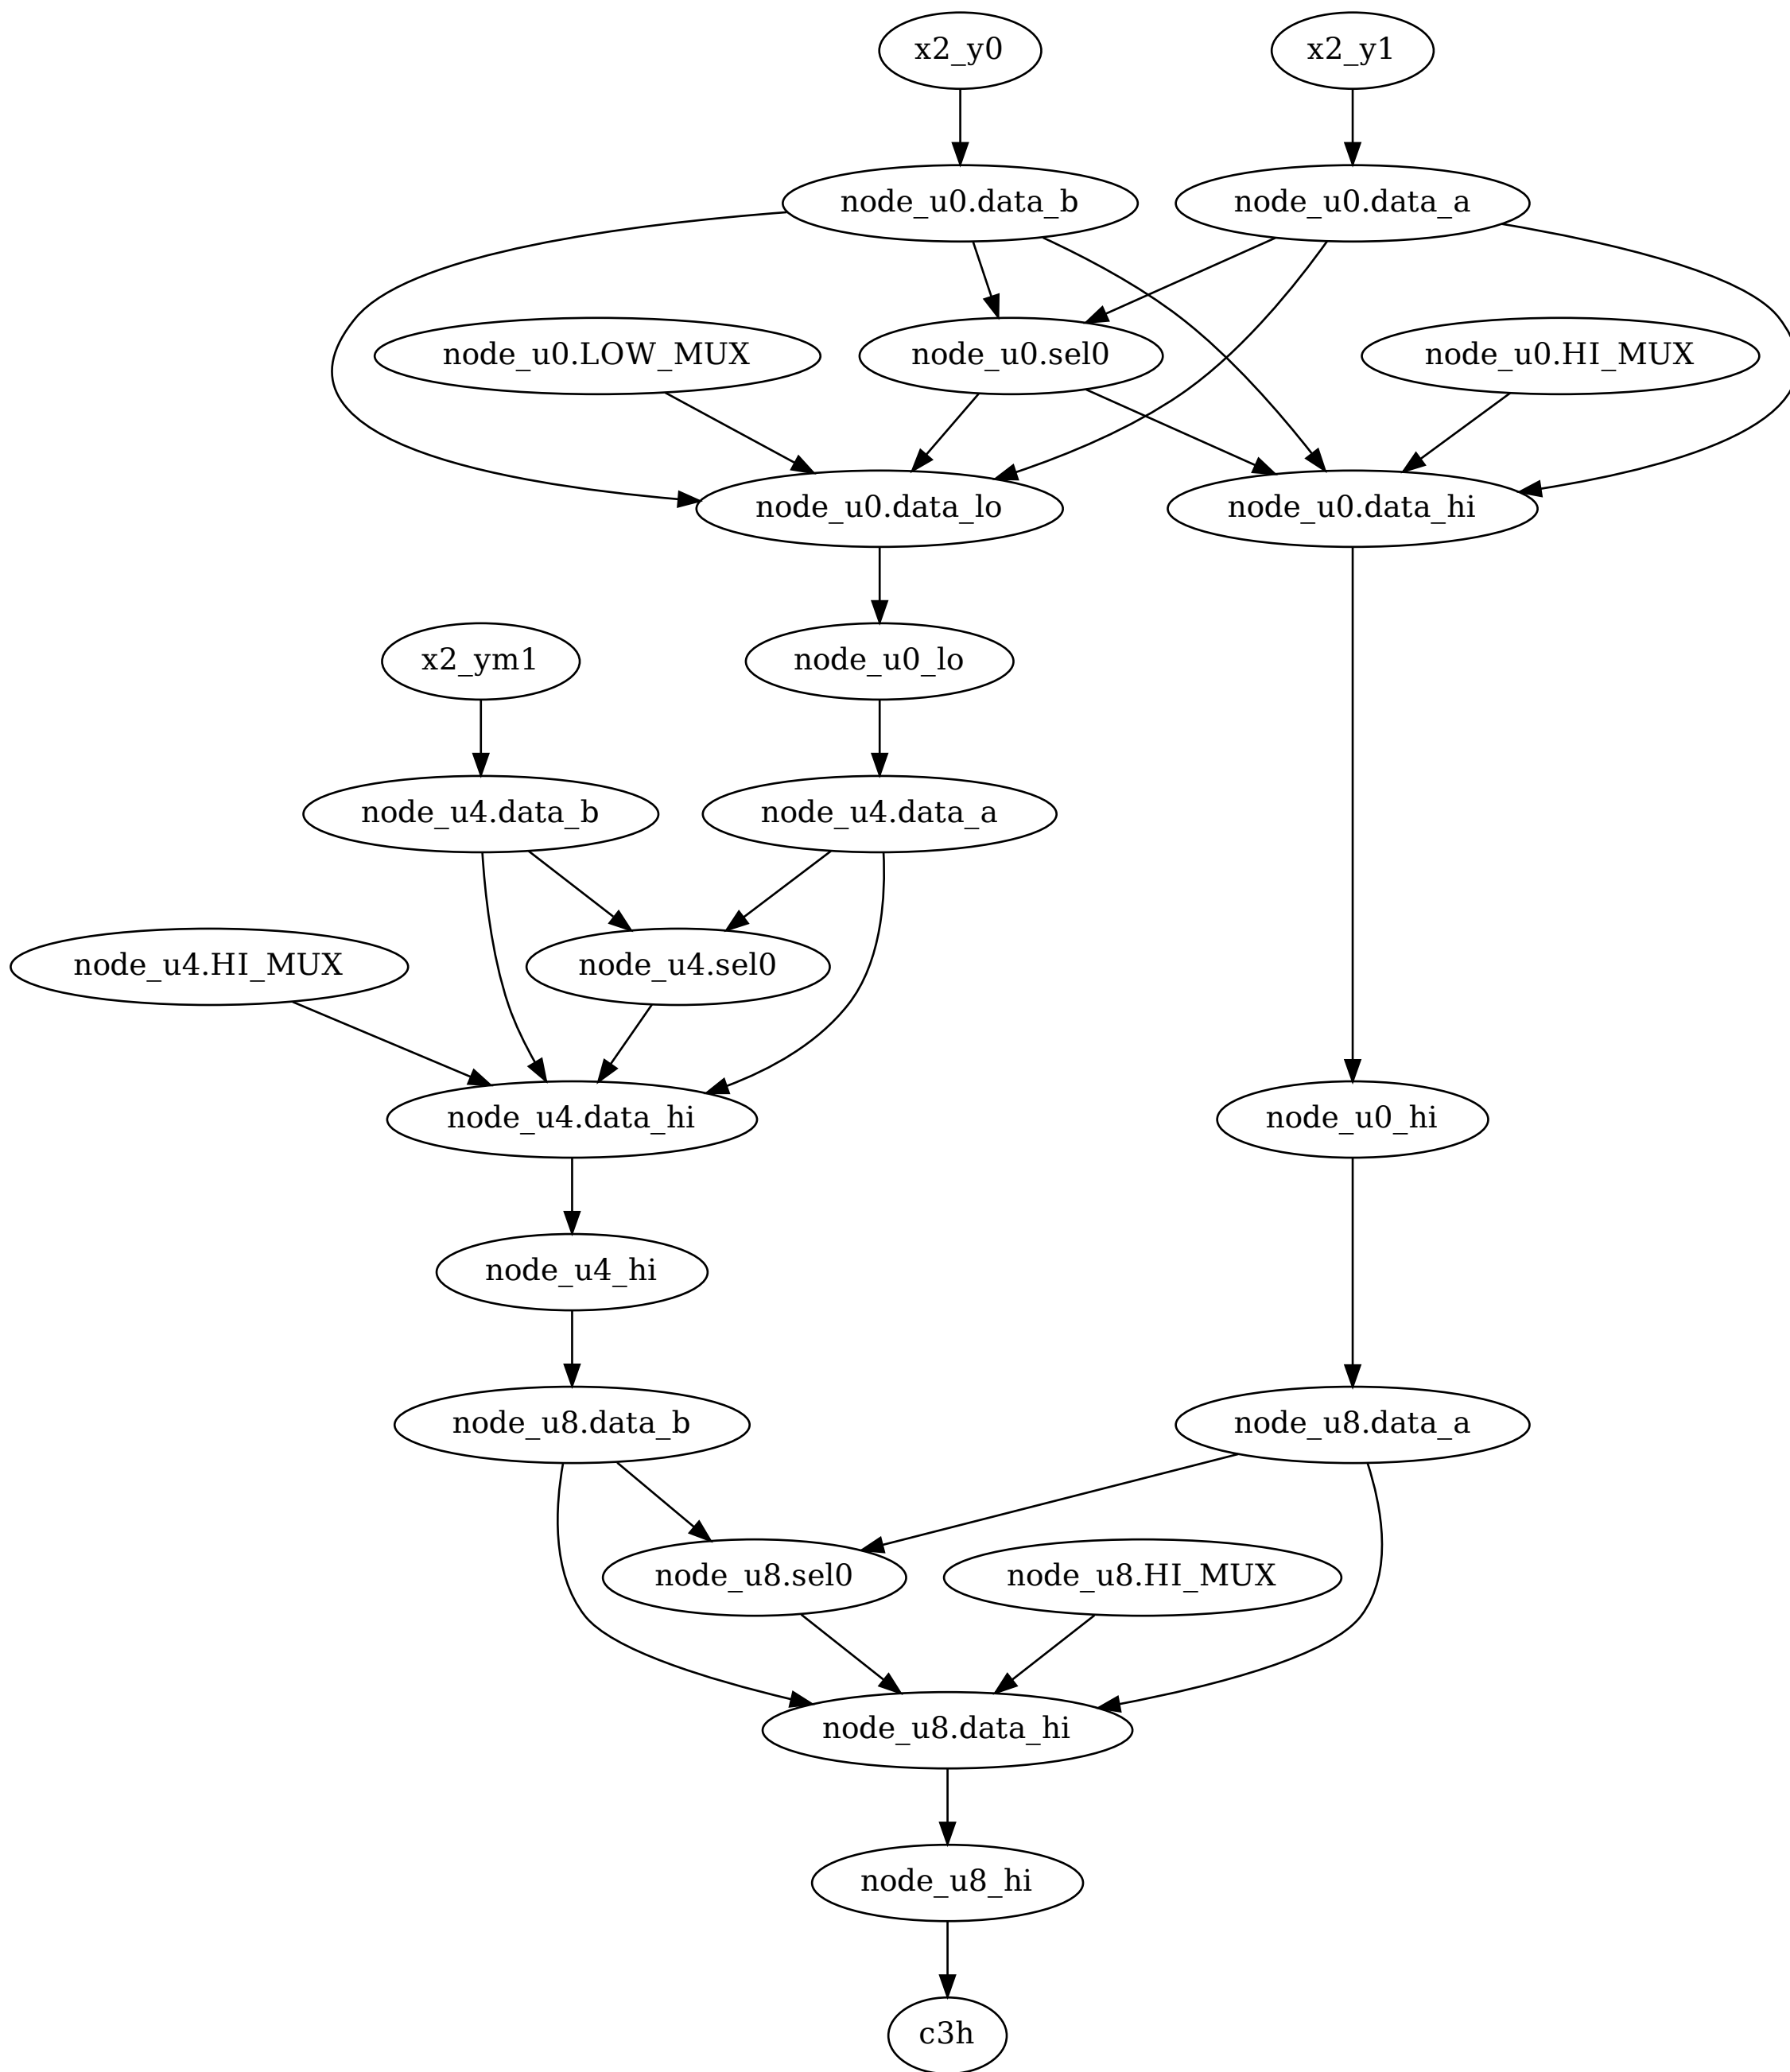 x2_y0
x2_y1
node_u0.data_b
node_u0.data_a
node_u0.LOW_MUX
node_u0.sel0
node_u0.HI_MUX
node_u0.data_lo
node_u0.data_hi
x2_ym1
node_u0_lo
node_u4.data_b
node_u4.data_a
node_u4.HI_MUX
node_u4.sel0
node_u4.data_hi
node_u0_hi
node_u4_hi
node_u8.data_b
node_u8.data_a
node_u8.sel0
node_u8.HI_MUX
node_u8.data_hi
node_u8_hi
c3h